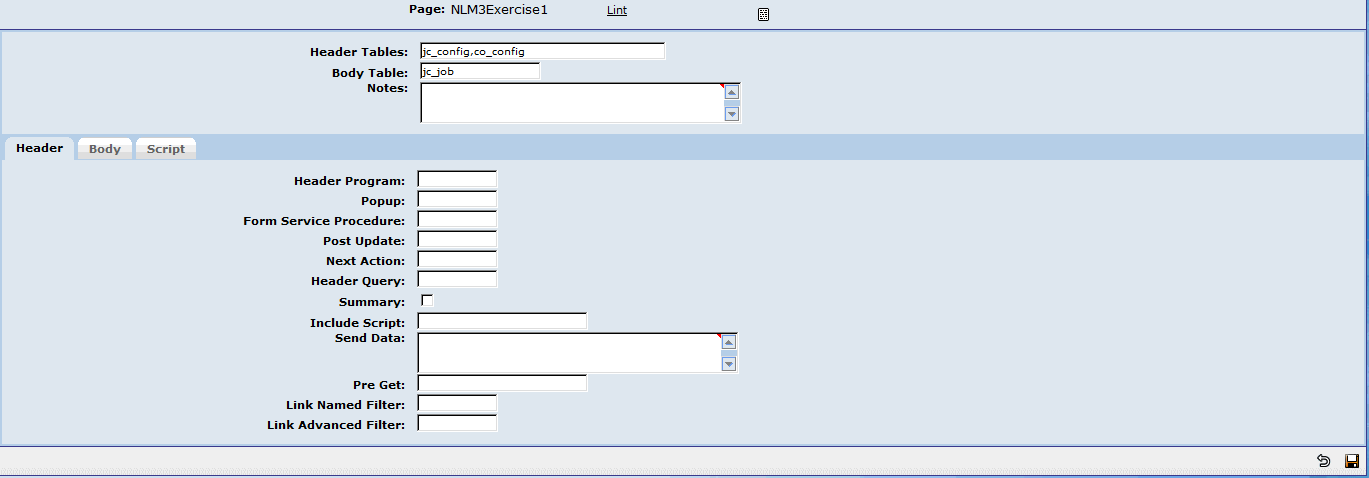 Page: NLM3Exercise1 Lint
Header Tables: jc_config,co_config
Body Table: jc_job
Notes:
Header Body Script
Header Program:
Popup:
Form Service Procedure:
Post Update:
Next Action:
Header Query:
Summary:
Include Script:
Send Data:
Pre Get:
Link Named Filter:
Link Advanced Filter: